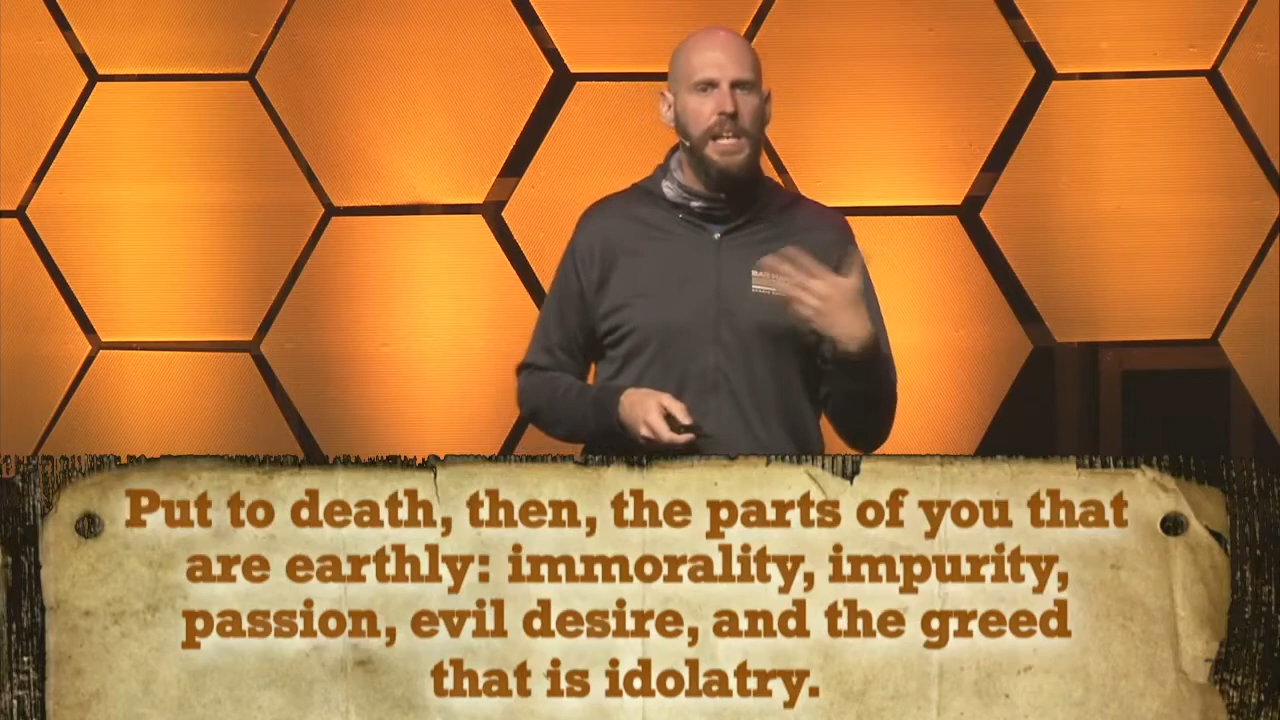 Put to death, then, the parts of you that
are earthly: immorality, impurity,
passion, evil desire, and the greed
that is idolatry.